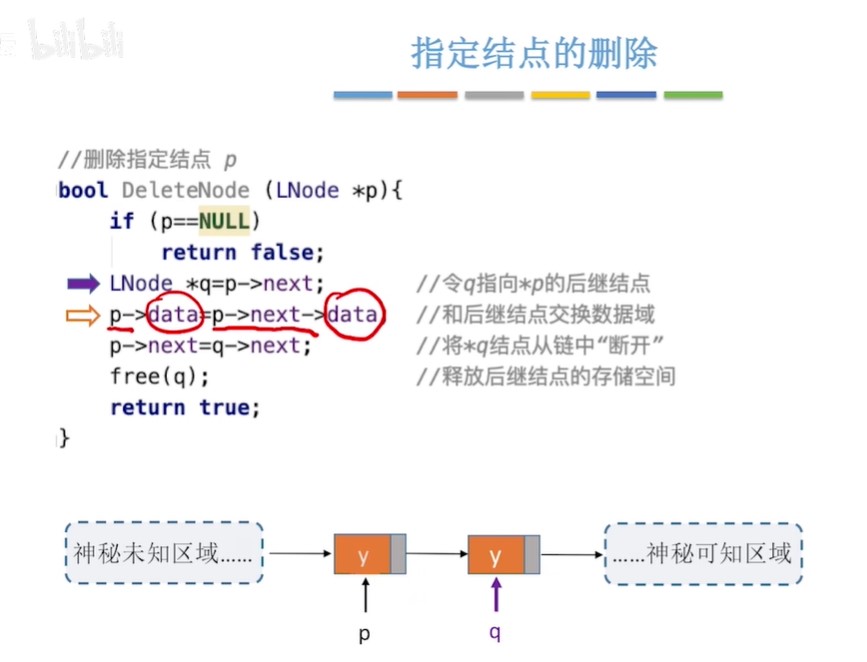 bilibili
指定结点的删除
//删除指定结点 p
bool DeleteNode (LNode *p){
if (p==NULL)
return false;
LNode *q=p->next; //令q指向*p的后继结点
p->data=p->next->data //和后继结点交换数据域
p->next=q->next; //将*q结点从链中“断开”
free(q); //释放后继结点的存储空间
return true;
}
神秘未知区域…… y y ……神秘可知区域
p q